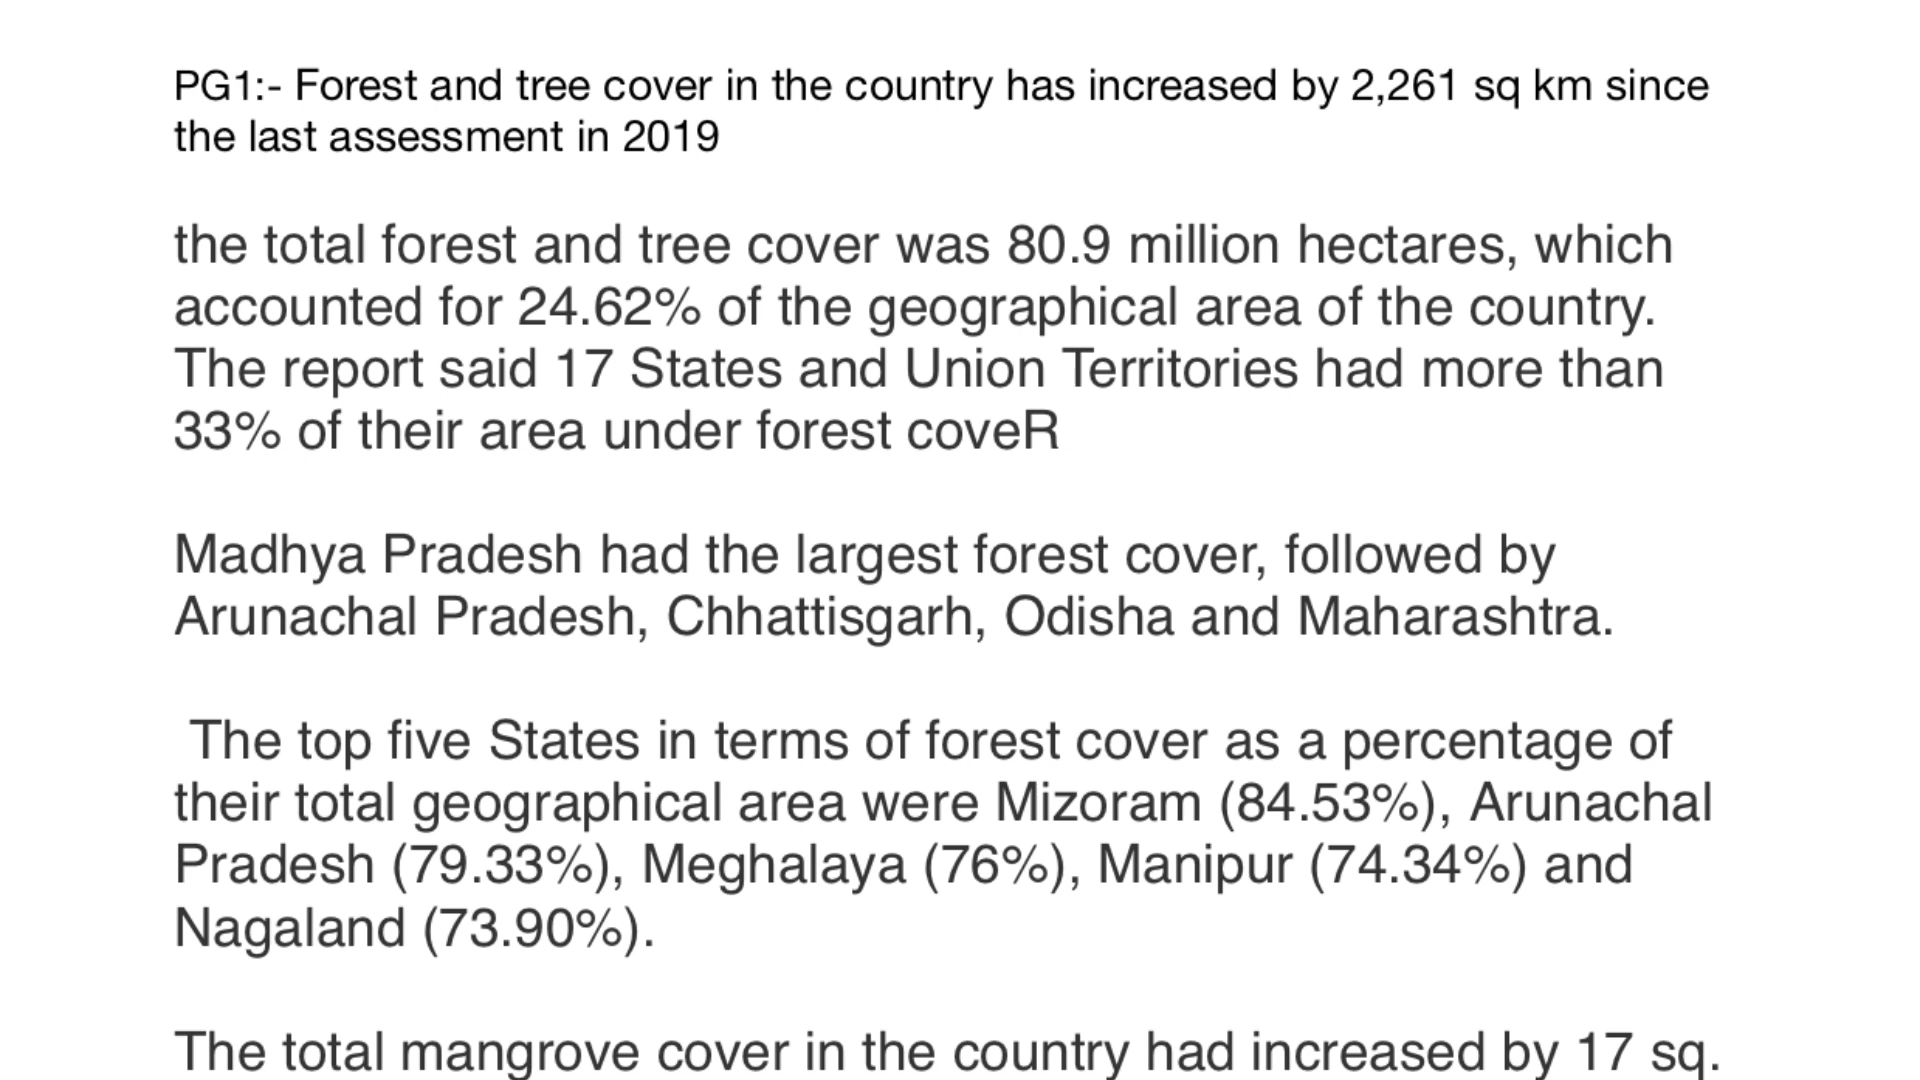 PG1:- Forest and tree cover in the country has increased by 2,261 sq km since
the last assessment in 2019
the total forest and tree cover was 80.9 million hectares, which
accounted for 24.62% of the geographical area of the country.
The report said 17 States and Union Territories had more than
33% of their area under forest coveR
Madhya Pradesh had the largest forest cover, followed by
Arunachal Pradesh, Chhattisgarh, Odisha and Maharashtra.
The top five States in terms of forest cover as a percentage of
their total geographical area were Mizoram (84.53%), Arunachal
Pradesh (79.33%), Meghalaya (76%), Manipur (74.34%) and
Nagaland (73.90%).
The total mangrove cover in the country had increased by 17 sq.